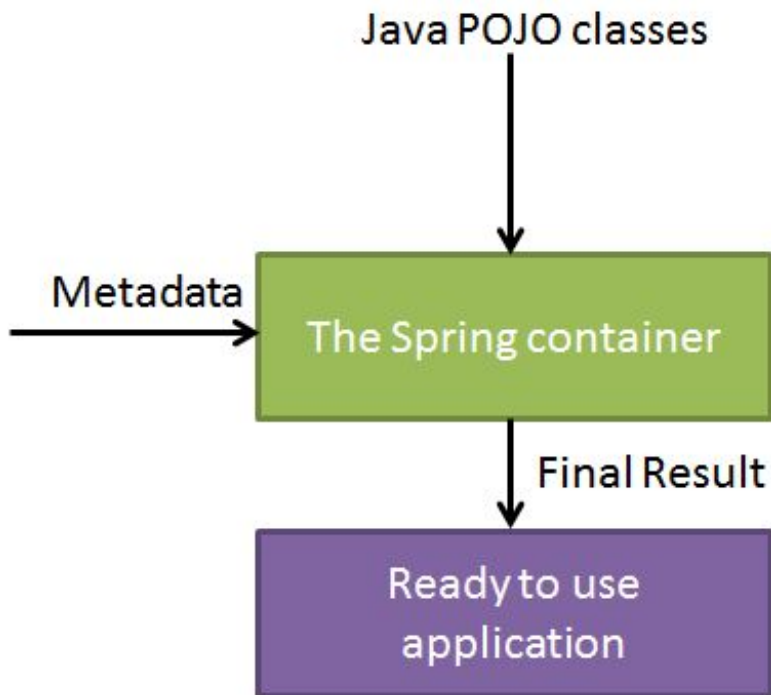 Java POJO classes
Metadata
The Spring container
Final Result
Ready to use
application